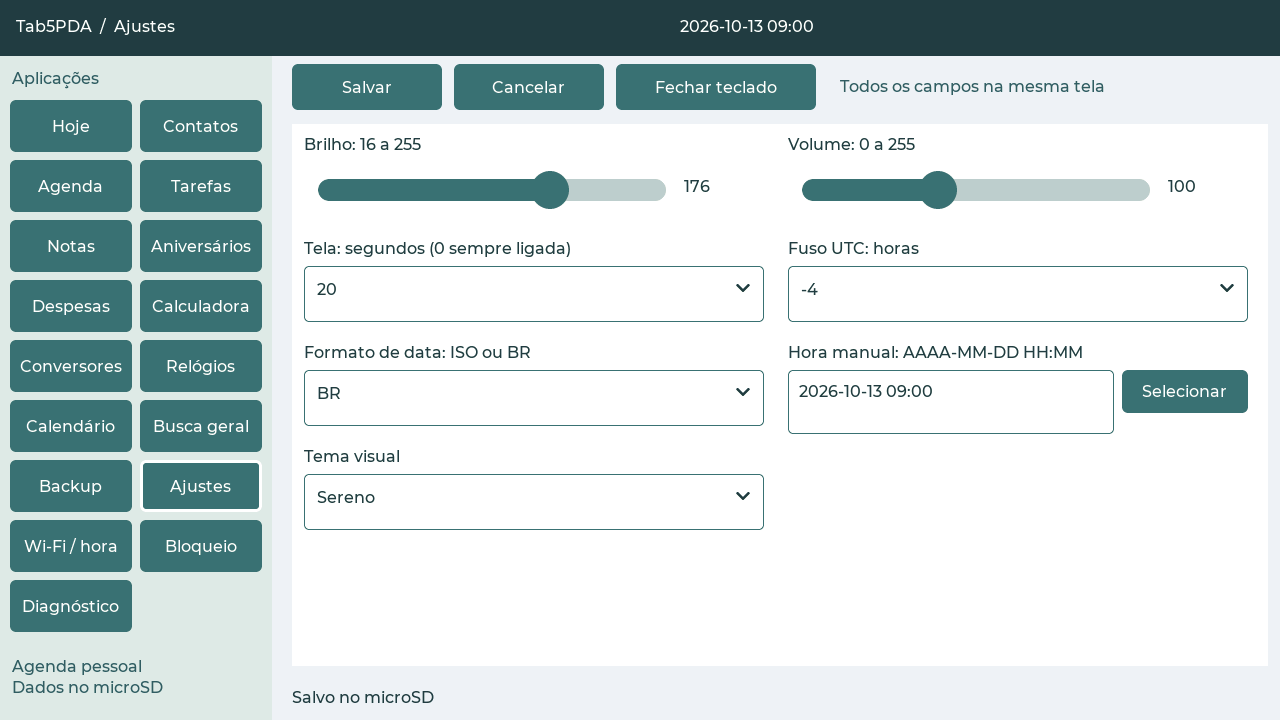 Tab5PDA / Ajustes
2026-10-13 09:00
Aplicações
Hoje
Contatos
Agenda
Tarefas
Notas
Aniversários
Despesas
Calculadora
Conversores
Relógios
Calendário
Busca geral
Backup
Ajustes
Wi-Fi / hora
Bloqueio
Diagnóstico
Agenda pessoal
Dados no microSD
Salvar
Cancelar
Fechar teclado
Todos os campos na mesma tela
Brilho: 16 a 255
176
Volume: 0 a 255
100
Tela: segundos (0 sempre ligada)
20
Fuso UTC: horas
-4
Formato de data: ISO ou BR
BR
Hora manual: AAAA-MM-DD HH:MM
2026-10-13 09:00
Selecionar
Tema visual
Sereno
Salvo no microSD